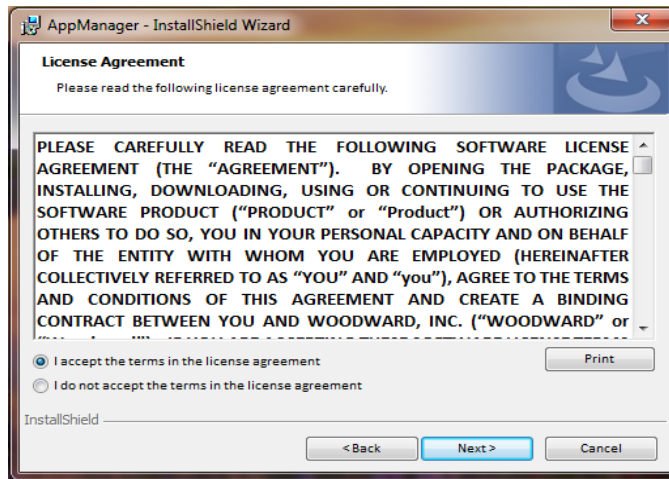 AppManager - InstallShield Wizard
License Agreement
Please read the following license agreement carefully.
PLEASE CAREFULLY READ THE FOLLOWING SOFTWARE LICENSE
AGREEMENT (THE “AGREEMENT”). BY OPENING THE PACKAGE,
INSTALLING, DOWNLOADING, USING OR CONTINUING TO USE THE
SOFTWARE PRODUCT (“PRODUCT” or “Product”) OR AUTHORIZING
OTHERS TO DO SO, YOU IN YOUR PERSONAL CAPACITY AND ON BEHALF
OF THE ENTITY WITH WHOM YOU ARE EMPLOYED (HEREINAFTER
COLLECTIVELY REFERRED TO AS “YOU” AND “you”), AGREE TO THE TERMS
AND CONDITIONS OF THIS AGREEMENT AND CREATE A BINDING
CONTRACT BETWEEN YOU AND WOODWARD, INC. (“WOODWARD” or
I accept the terms in the license agreement
Print
I do not accept the terms in the license agreement
InstallShield
< Back
Next >
Cancel